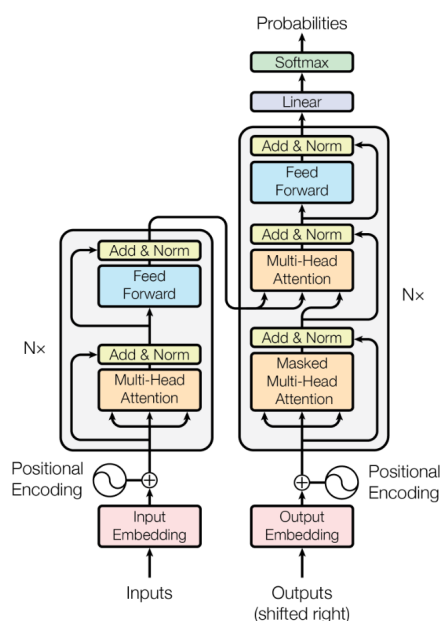 Probabilities
Softmax
Linear
Add & Norm
Feed
Forward
Add & Norm
Multi-Head
Attention
Add & Norm
Masked
Multi-Head
Attention
N×
Add & Norm
Feed
Forward
Add & Norm
Multi-Head
Attention
N×
Positional
Encoding
Positional
Encoding
Input
Embedding
Output
Embedding
Inputs
Outputs
(shifted right)